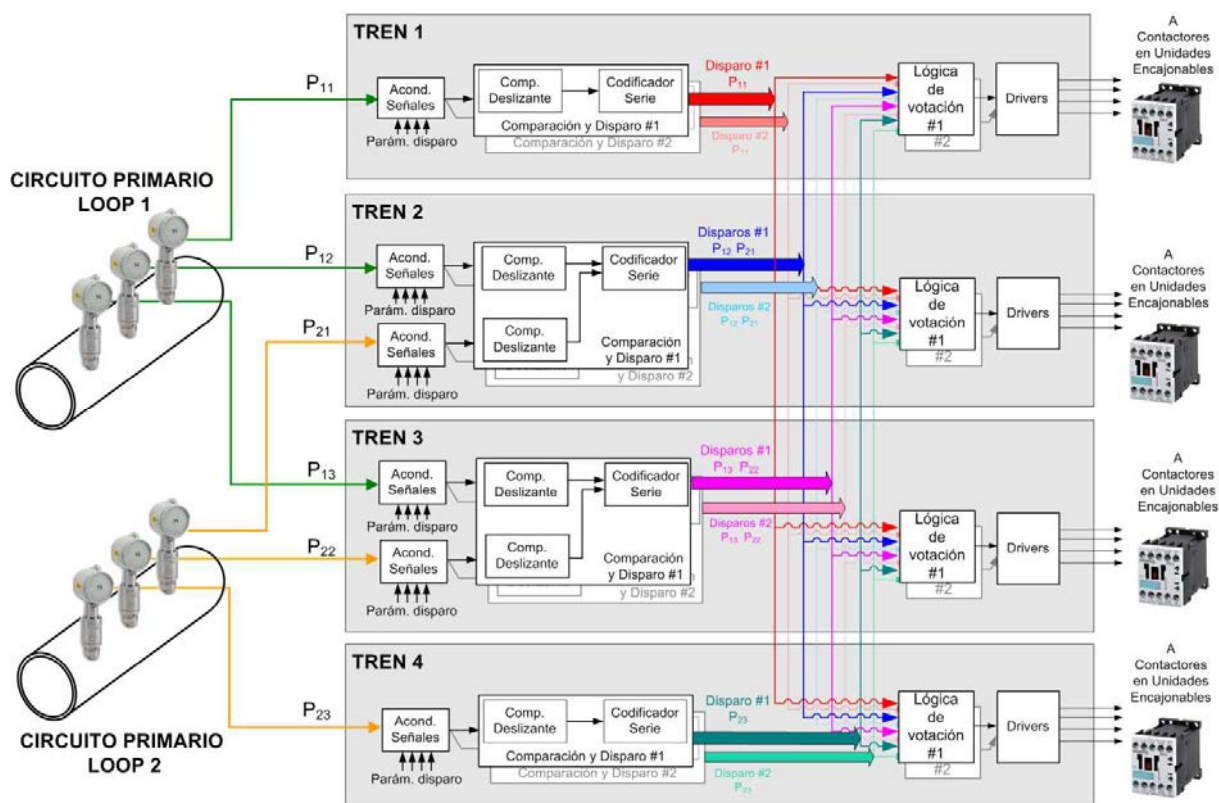 TREN 1
P11
Acond.
Señales
Parám. disparo
Comp.
Deslizante
Codificador
Serie
Comparación y Disparo #1
Comparación y Disparo #2
Disparo #1
P11
Disparo #2
P11
Lógica
de
votación
#1
#2
Drivers
A
Contactores
en Unidades
Encajonables
CIRCUITO PRIMARIO
LOOP 1
TREN 2
P12
Acond.
Señales
Parám. disparo
P21
Acond.
Señales
Parám. disparo
Comp.
Deslizante
Codificador
Serie
Comp.
Deslizante
Comparación
y Disparo #1
y Disparo #2
Disparos #1
P12 P21
Disparos #2
P12 P21
Lógica
de
votación
#1
#2
Drivers
A
Contactores
en Unidades
Encajonables
TREN 3
P13
Acond.
Señales
Parám. disparo
P22
Acond.
Señales
Parám. disparo
Comp.
Deslizante
Codificador
Serie
Comp.
Deslizante
Comparación
y Disparo #1
y Disparo #2
Disparos #1
P13 P22
Disparos #2
P13 P22
Lógica
de
votación
#1
#2
Drivers
A
Contactores
en Unidades
Encajonables
TREN 4
P23
Acond.
Señales
Parám. disparo
Comp.
Deslizante
Codificador
Serie
Comparación y Disparo #1
Comparación y Disparo #2
Disparo #1
P23
Disparo #2
P23
Lógica
de
votación
#1
#2
Drivers
A
Contactores
en Unidades
Encajonables
CIRCUITO PRIMARIO
LOOP 2